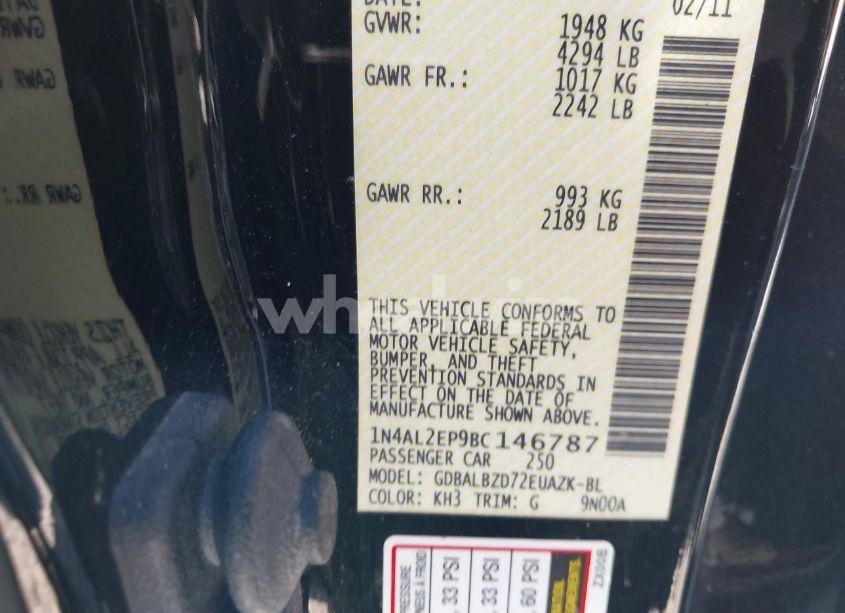 DATE: 02/11
GVWR: 1948 KG
4294 LB
GAWR FR.: 1017 KG
2242 LB
GAWR RR.: 993 KG
2189 LB
THIS VEHICLE CONFORMS TO
ALL APPLICABLE FEDERAL
MOTOR VEHICLE SAFETY,
BUMPER, AND THEFT
PREVENTION STANDARDS IN
EFFECT ON THE DATE OF
MANUFACTURE SHOWN ABOVE.
1N4AL2EP9BC146787
PASSENGER CAR 250
MODEL: GDBALBZD72EUAZK-BL
COLOR: KH3 TRIM: G 9N00A
33 PSI
33 PSI
60 PSI